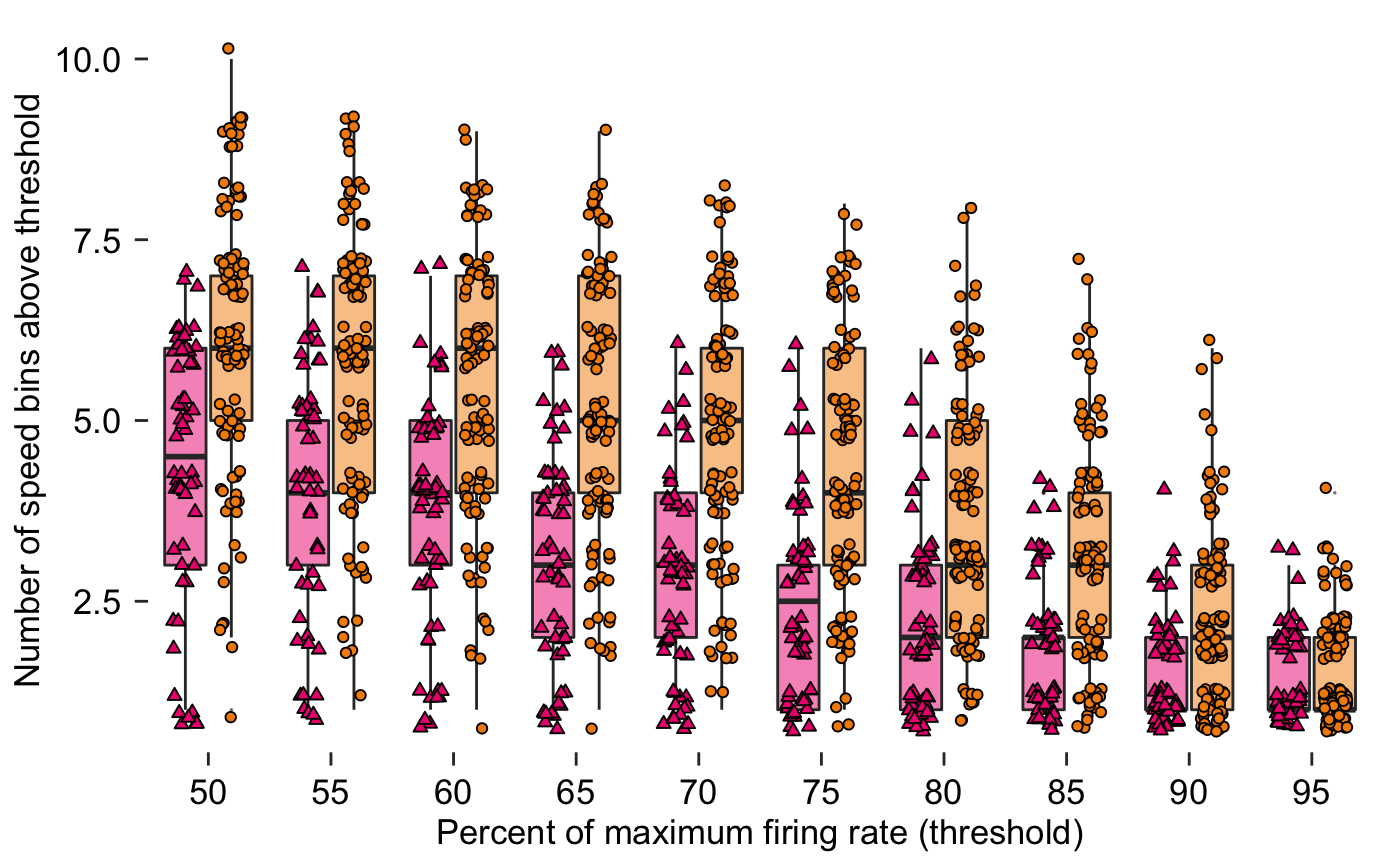 Number of speed bins above threshold
10.0
7.5
5.0
2.5
50 55 60 65 70 75 80 85 90 95
Percent of maximum firing rate (threshold)